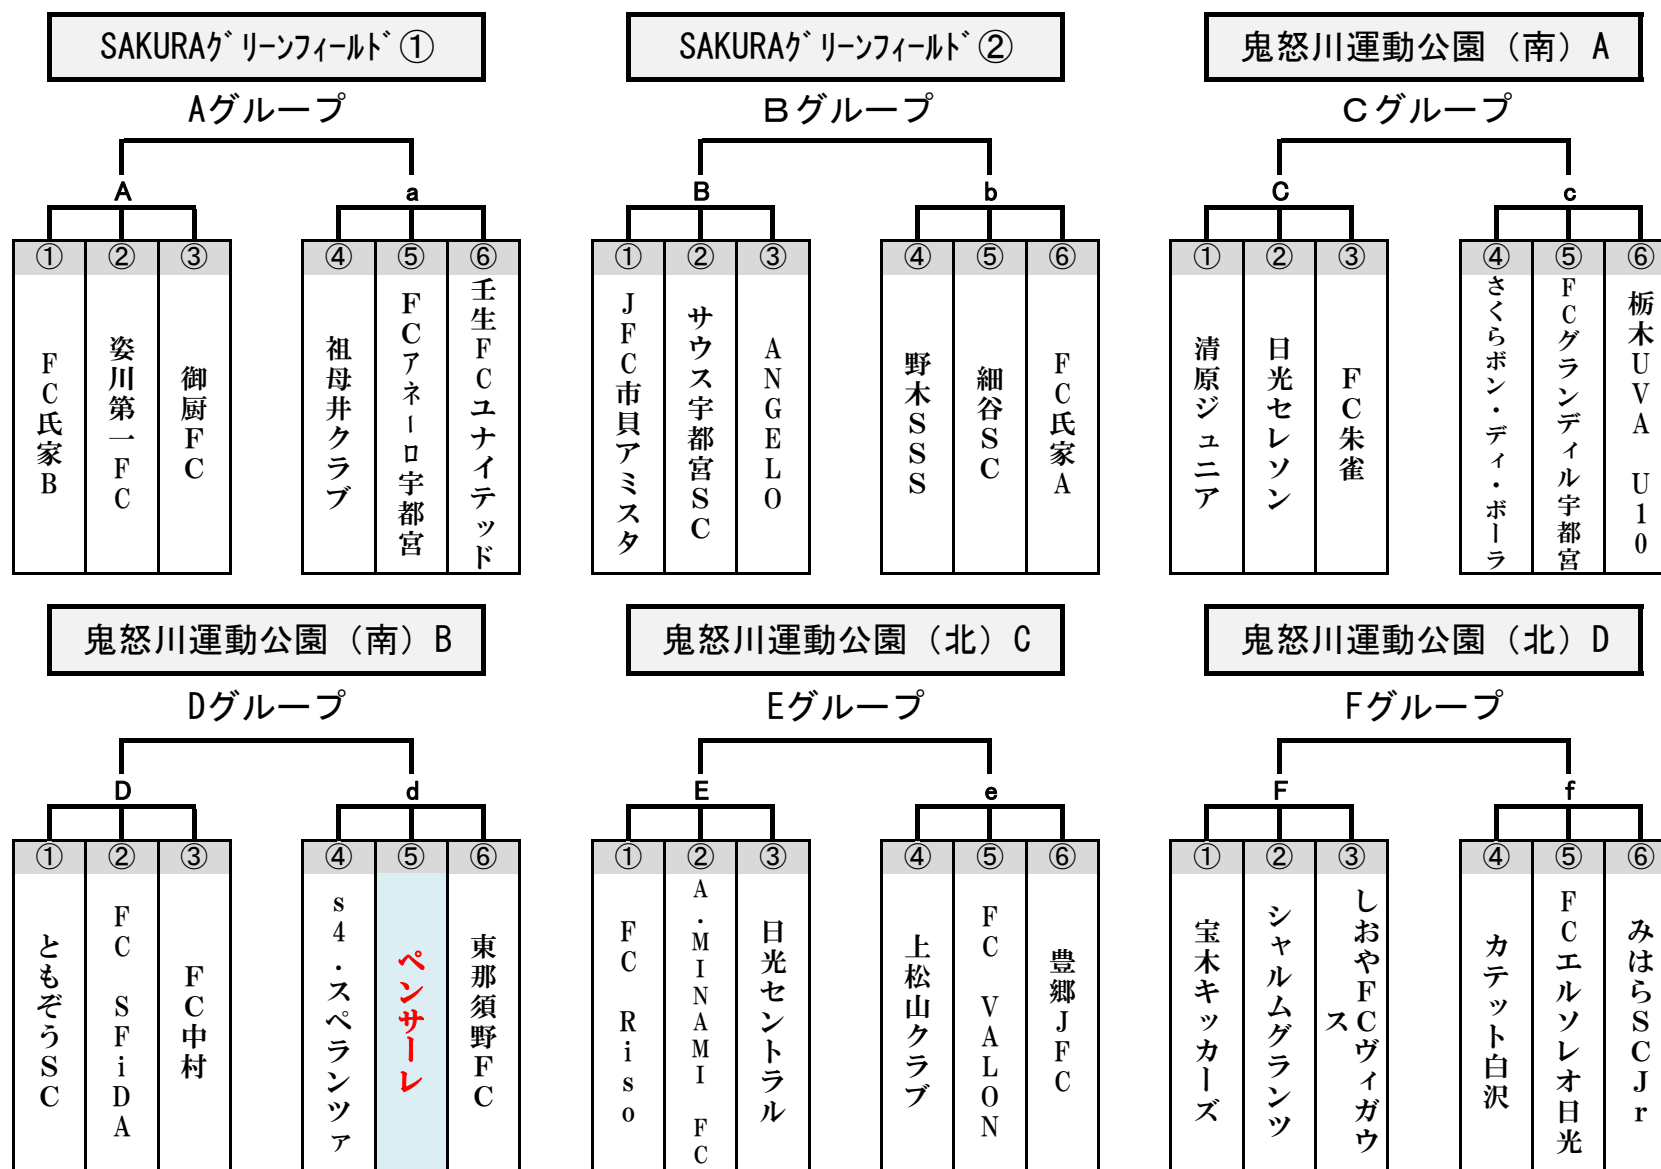 SAKURAｸﾞﾘｰﾝﾌｨｰﾙﾄﾞ①
SAKURAｸﾞﾘｰﾝﾌｨｰﾙﾄﾞ②
鬼怒川運動公園（南）A
Aグループ
Ｂグループ
Ｃグループ
A
a
B
b
C
c
①
②
③
④
⑤
⑥
①
②
③
④
⑤
⑥
①
②
③
④
⑤
⑥
ＦＣ氏家Ｂ
姿川第一ＦＣ
御厨ＦＣ
祖母井クラブ
ＦＣアネーロ宇都宮
壬生ＦＣユナイテッド
ＪＦＣ市貝アミスタ
サウス宇都宮ＳＣ
ＡＮＧＥＬＯ
野木ＳＳＳ
細谷ＳＣ
ＦＣ氏家Ａ
清原ジュニア
日光セレソン
ＦＣ朱雀
さくらボン・ディ・ボーラ
ＦＣグランディール宇都宮
栃木ＵＶＡ　Ｕ１０
鬼怒川運動公園（南）B
鬼怒川運動公園（北）C
鬼怒川運動公園（北）D
Dグループ
Eグループ
Fグループ
D
d
E
e
F
f
①
②
③
④
⑤
⑥
①
②
③
④
⑤
⑥
①
②
③
④
⑤
⑥
ともぞうＳＣ
ＦＣ　ＳＦｉＤＡ
ＦＣ中村
ｓ４・スペランツァ
ペンサーレ
東那須野ＦＣ
ＦＣ　Ｒｉｓｏ
Ａ・ＭＩＮＡＭＩ　ＦＣ
日光セントラル
上松山クラブ
ＦＣ　ＶＡＬＯＮ
豊郷ＪＦＣ
宝木キッカーズ
シャルムグランツ
しおやＦＣヴィガウ
ス
カテット白沢
ＦＣエルソレオ日光
みはらＳＣＪｒ